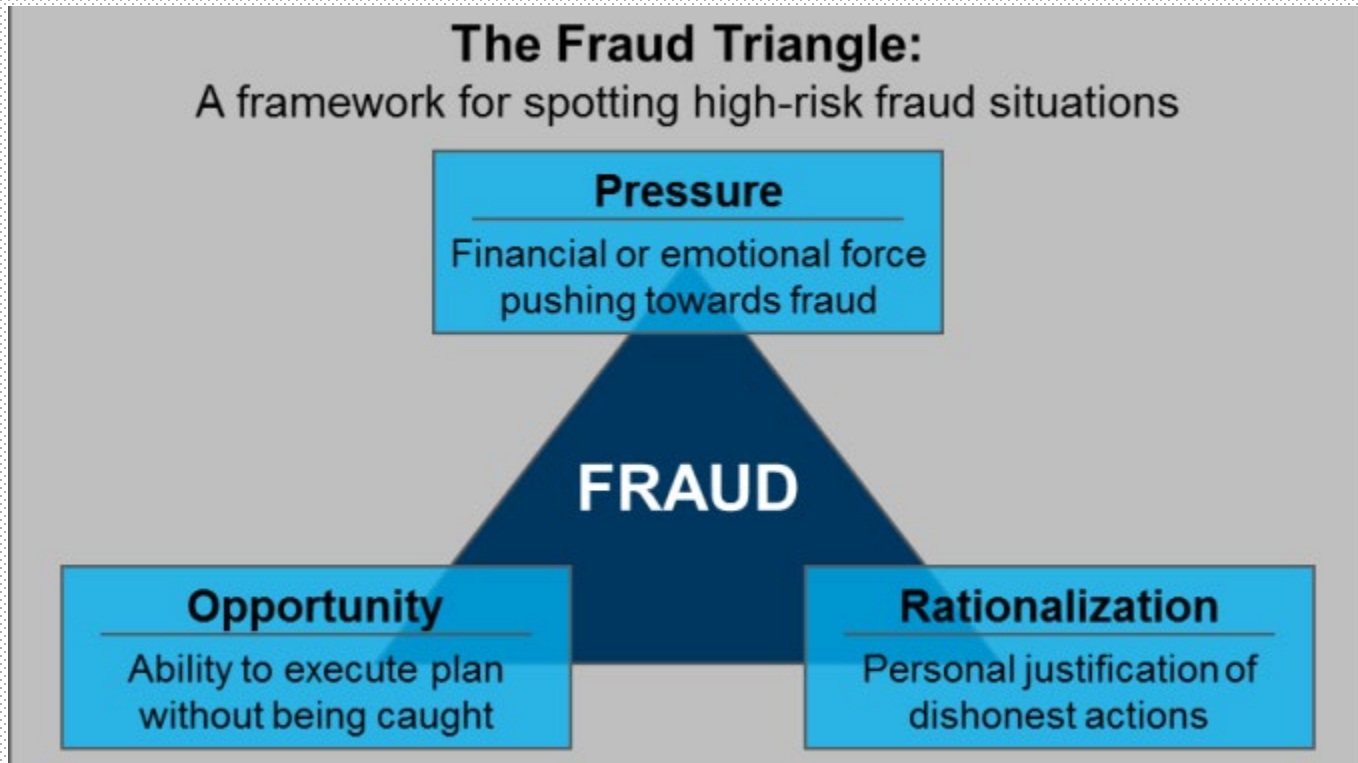 The Fraud Triangle:
A framework for spotting high-risk fraud situations
Pressure
Financial or emotional force
pushing towards fraud
FRAUD
Opportunity
Ability to execute plan
without being caught
Rationalization
Personal justification of
dishonest actions